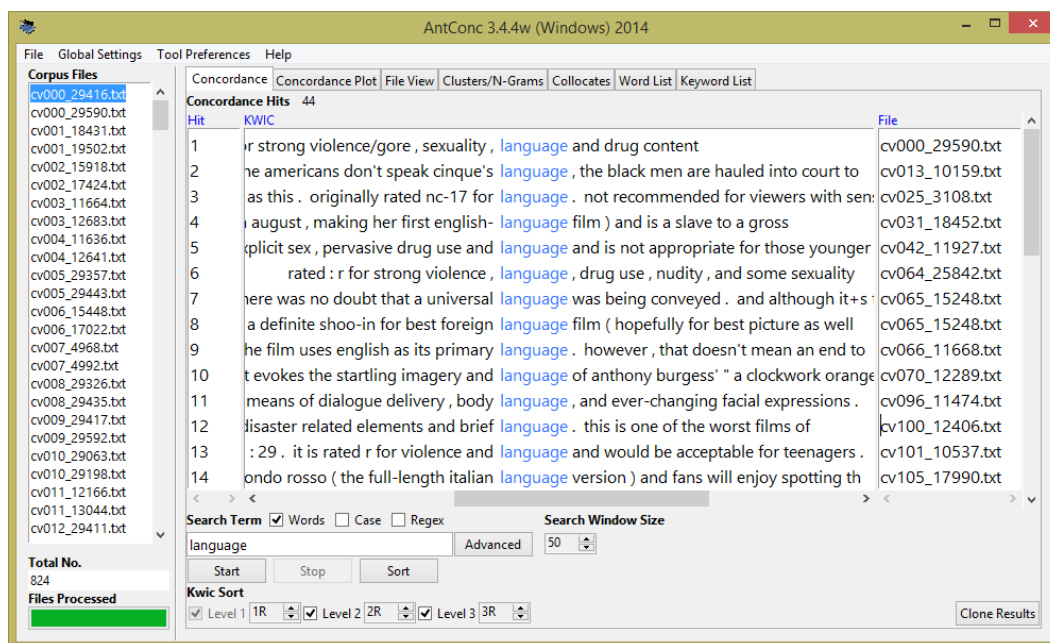 AntConc 3.4.4w (Windows) 2014
File Global Settings Tool Preferences Help
Corpus Files
cv000_29416.txt
cv000_29590.txt
cv001_18431.txt
cv001_19502.txt
cv002_15918.txt
cv002_17424.txt
cv003_11664.txt
cv003_12683.txt
cv004_11636.txt
cv004_12641.txt
cv005_29357.txt
cv005_29443.txt
cv006_15448.txt
cv006_17022.txt
cv007_4968.txt
cv007_4992.txt
cv008_29326.txt
cv008_29435.txt
cv009_29417.txt
cv009_29592.txt
cv010_29063.txt
cv010_29198.txt
cv011_12166.txt
cv011_13044.txt
cv012_29411.txt
Total No.
824
Files Processed
Concordance Concordance Plot File View Clusters/N-Grams Collocates Word List Keyword List
Concordance Hits 44
Hit KWIC File
1 or strong violence/gore , sexuality , language and drug content cv000_29590.txt
2 he americans don't speak cinque's language , the black men are hauled into court to cv013_10159.txt
3 as this . originally rated nc-17 for language . not recommended for viewers with sen: cv025_3108.txt
4 august , making her first english- language film ) and is a slave to a gross cv031_18452.txt
5 xplicit sex , pervasive drug use and language and is not appropriate for those younger cv042_11927.txt
6 rated : r for strong violence , language , drug use , nudity , and some sexuality cv064_25842.txt
7 here was no doubt that a universal language was being conveyed . and although it+s cv065_15248.txt
8 a definite shoo-in for best foreign language film ( hopefully for best picture as well cv065_15248.txt
9 he film uses english as its primary language . however , that doesn't mean an end to cv066_11668.txt
10 t evokes the startling imagery and language of anthony burgess' " a clockwork orange cv070_12289.txt
11 means of dialogue delivery , body language , and ever-changing facial expressions . cv096_11474.txt
12 disaster related elements and brief language . this is one of the worst films of cv100_12406.txt
13 : 29 . it is rated r for violence and language and would be acceptable for teenagers . cv101_10537.txt
14 ondo rosso ( the full-length italian language version ) and fans will enjoy spotting th cv105_17990.txt
Search Term Words Case Regex Search Window Size
language Advanced 50
Start Stop Sort
Kwic Sort
Level 1 1R Level 2 2R Level 3 3R Clone Results